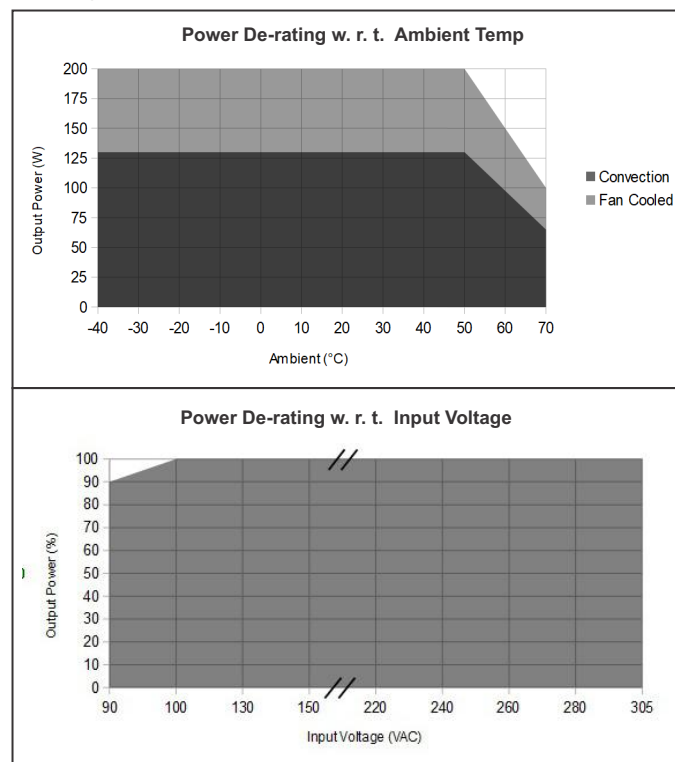 Power De-rating w. r. t. Ambient Temp
200
175
150
125
100
75
50
25
0
Output Power (W)
-40 -30 -20 -10 0 10 20 30 40 50 60 70
Ambient (°C)
Convection
Fan Cooled
Power De-rating w. r. t. Input Voltage
100
90
80
70
60
50
40
30
20
10
0
Output Power (%)
90 100 130 150 220 240 260 280 305
Input Voltage (VAC)